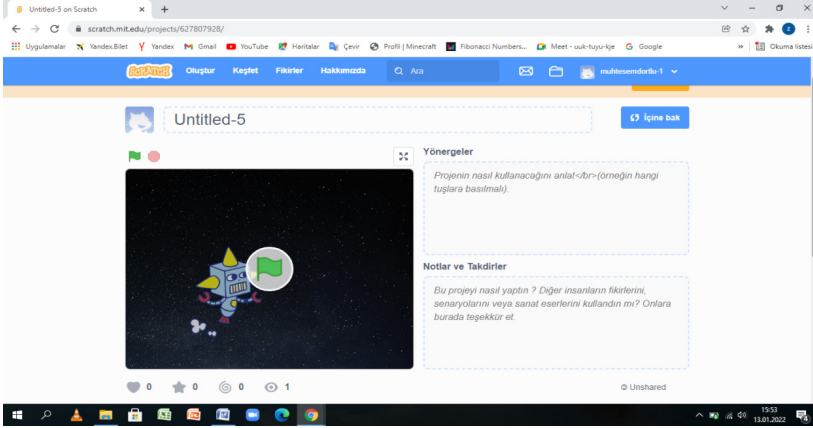 Untitled-5 on Scratch
scratch.mit.edu/projects/627807928/
Uygulamalar Yandex.Bilet Yandex Gmail YouTube Haritalar Çevir Profil | Minecraft Fibonacci Numbers... Meet - uuk-tuyu-kje Google » Okuma listesi
SCRATCH Oluştur Keşfet Fikirler Hakkımızda Ara muhtesemdortlu-1
Untitled-5
İçine bak
Yönergeler
Projenin nasıl kullanacağını anlat</br>(örneğin hangi
tuşlara basılmalı).
Notlar ve Takdirler
Bu projeyi nasıl yaptın ? Diğer insanların fikirlerini,
senaryolarını veya sanat eserlerini kullandın mı? Onlara
burada teşekkür et.
0 0 0 1
Unshared
15:53
13.01.2022
4